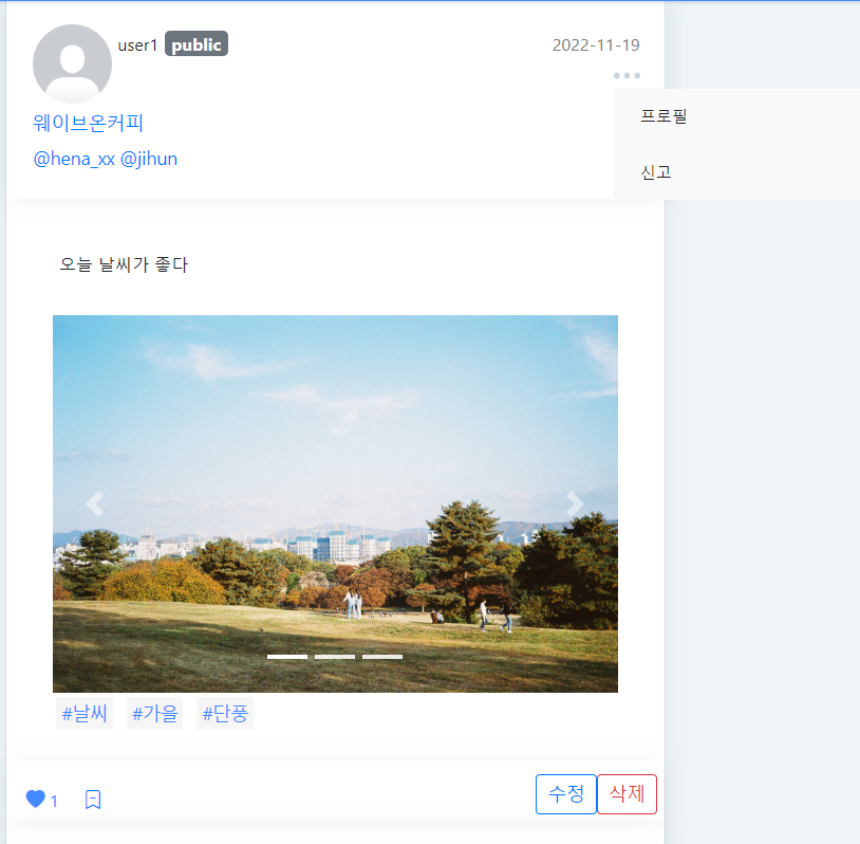 user1 public 2022-11-19
프로필
웨이브온커피
@hena_xx @jihun
신고
오늘 날씨가 좋다
#날씨 #가을 #단풍
1 수정 삭제